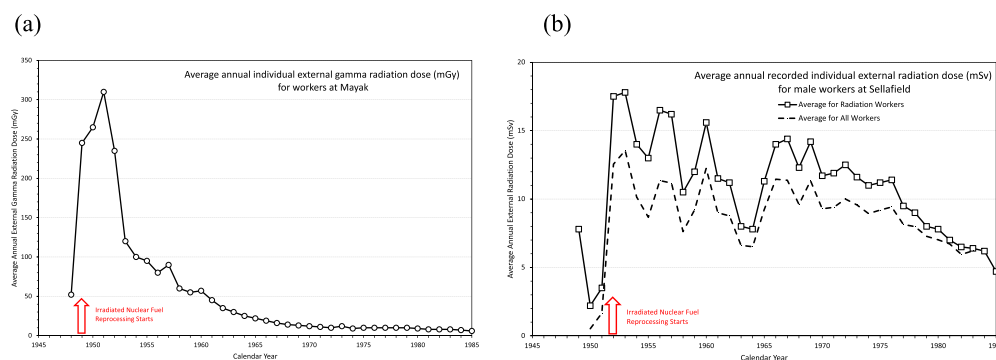 (a)
Average annual individual external gamma radiation dose (mGy)
for workers at Mayak
Average Annual External Gamma Radiation Dose (mGy)
350
300
250
200
150
100
50
0
Irradiated Nuclear Fuel
Reprocessing Starts
1945 1950 1955 1960 1965 1970 1975 1980 1985
Calendar Year
(b)
Average annual recorded individual external radiation dose (mSv)
for male workers at Sellafield
Average for Radiation Workers
Average for All Workers
Average Annual External Radiation Dose (mSv)
20
15
10
5
0
Irradiated Nuclear Fuel
Reprocessing Starts
1945 1950 1955 1960 1965 1970 1975 1980
Calendar Year